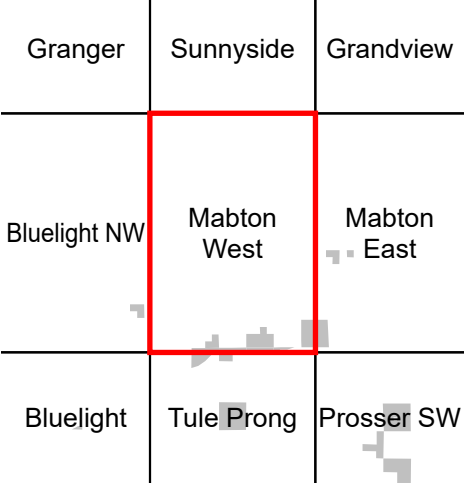 Granger Sunnyside Grandview
Bluelight NW Mabton West Mabton East
Bluelight Tule Prong Prosser SW